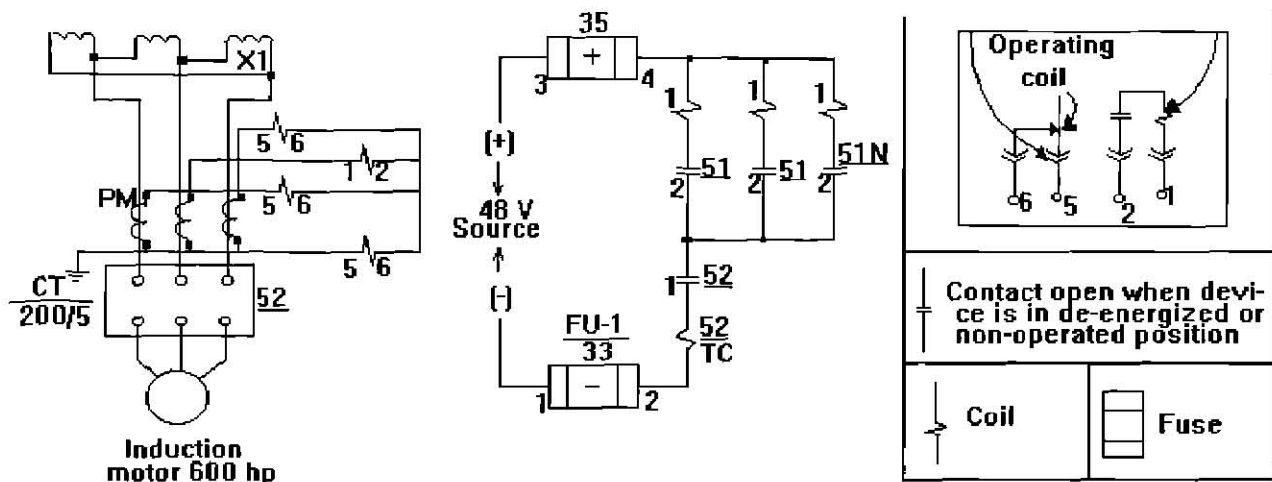 X1
5 6
1 2
PM
5 6
5 6
CT
200/5
52
Induction
motor 600 hp
35
+
3
4
1
1
1
(+)
51
51
51N
2
2
2
48 V
Source
(-)
1
52
FU-1
33
52
TC
-
1
2
Operating
coil
6
5
2
1
Contact open when devi-
ce is in de-energized or
non-operated position
Coil
Fuse